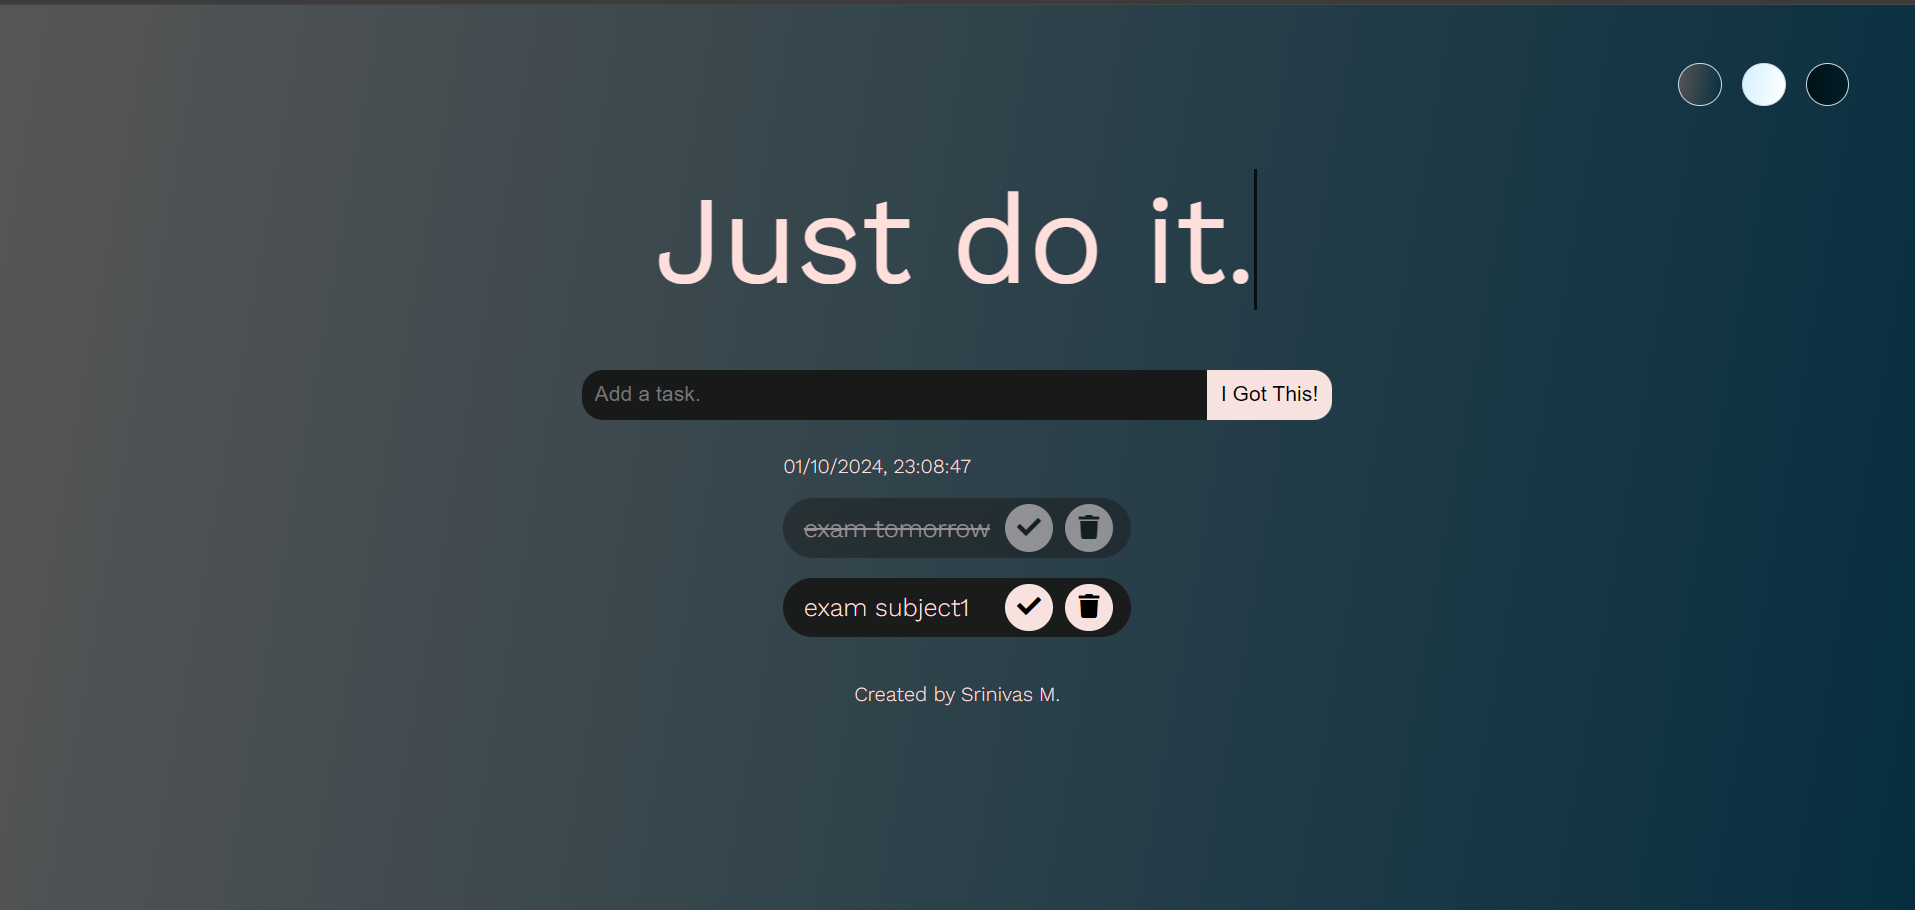 Just do it.
Add a task.
I Got This!
01/10/2024, 23:08:47
exam tomorrow
exam subject1
Created by Srinivas M.